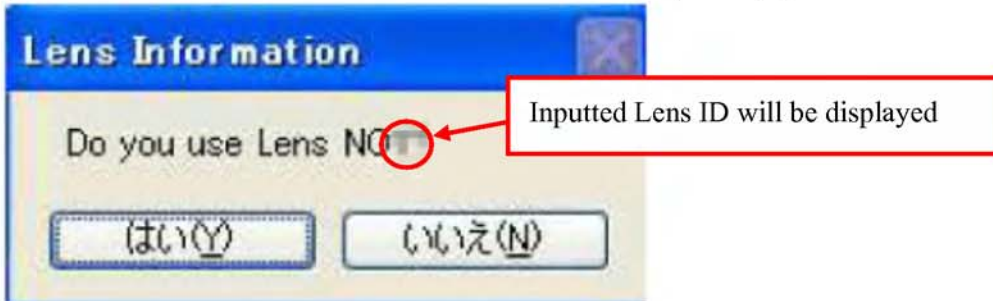 Lens Information
Inputted Lens ID will be displayed
Do you use Lens NO
はい(Y)
いいえ(N)